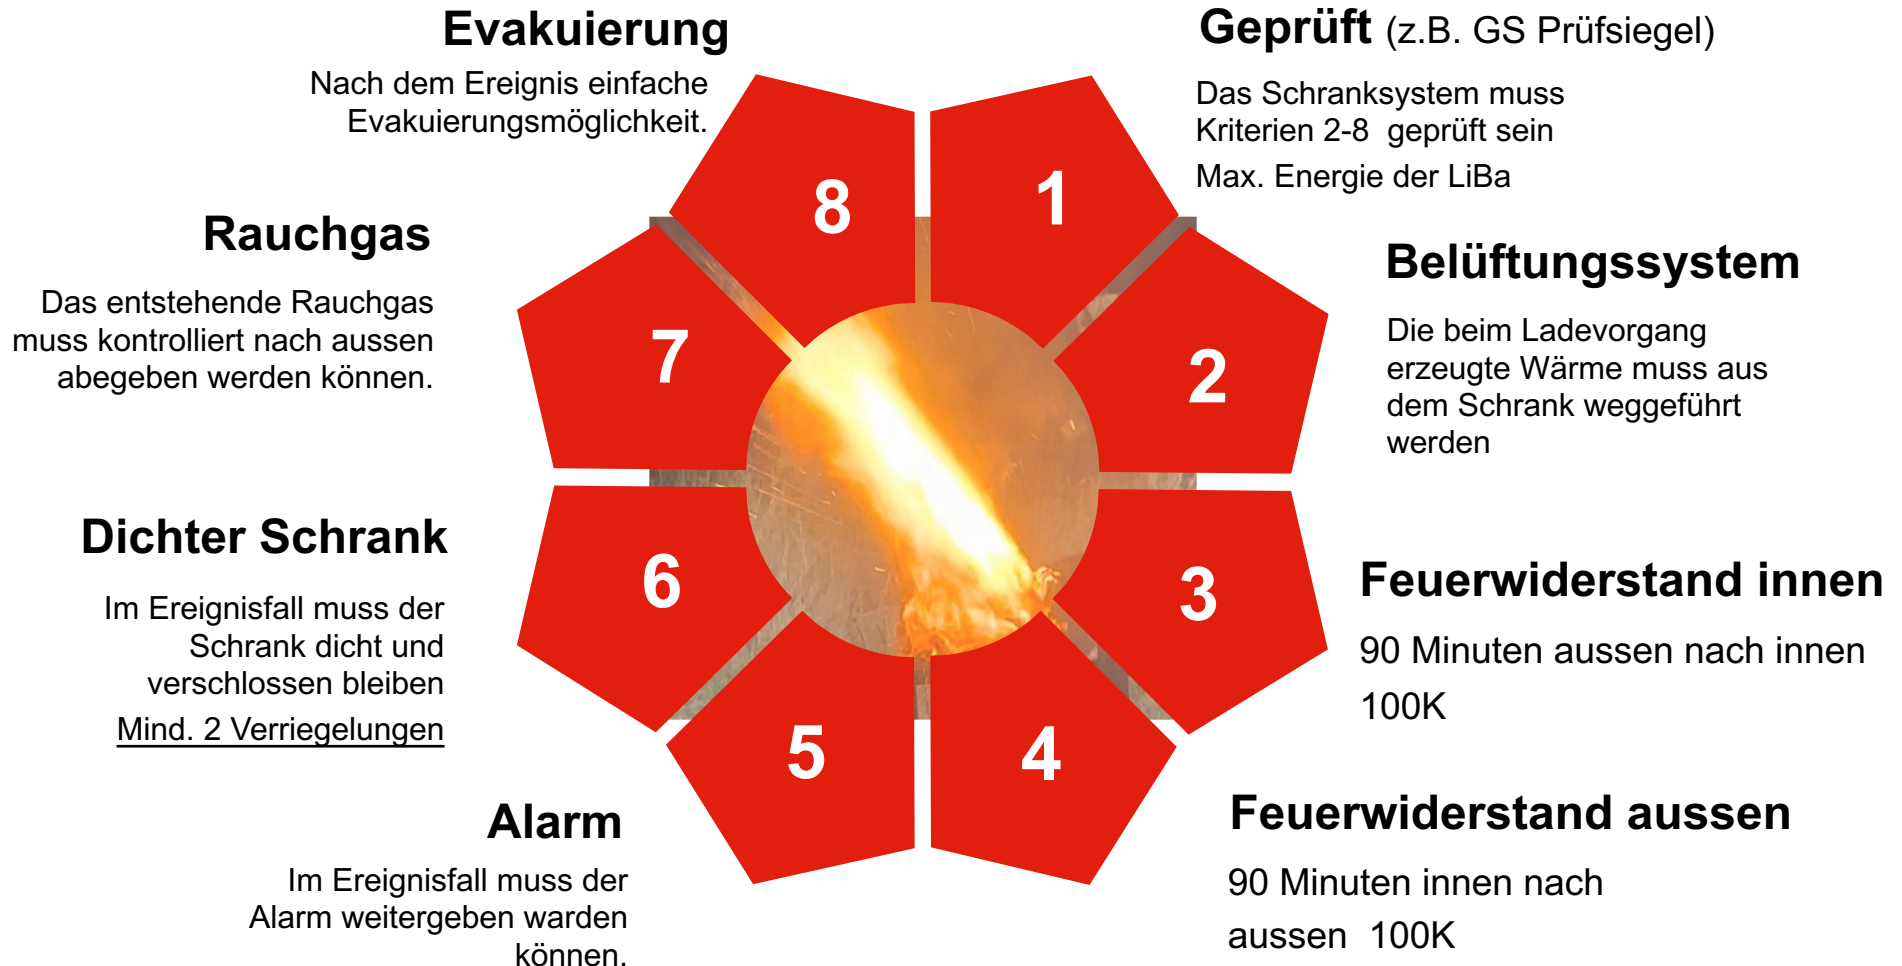 Geprüft (z.B. GS Prüfsiegel)
Das Schranksystem muss
Kriterien 2-8 geprüft sein
Max. Energie der LiBa
1
Belüftungssystem
Die beim Ladevorgang
erzeugte Wärme muss aus
dem Schrank weggeführt
werden
2
Feuerwiderstand innen
90 Minuten aussen nach innen
100K
3
Feuerwiderstand aussen
90 Minuten innen nach
aussen 100K
4
Alarm
Im Ereignisfall muss der
Alarm weitergeben warden
können.
5
Dichter Schrank
Im Ereignisfall muss der
Schrank dicht und
verschlossen bleiben
Mind. 2 Verriegelungen
6
Rauchgas
Das entstehende Rauchgas
muss kontrolliert nach aussen
abegeben werden können.
7
Evakuierung
Nach dem Ereignis einfache
Evakuierungsmöglichkeit.
8